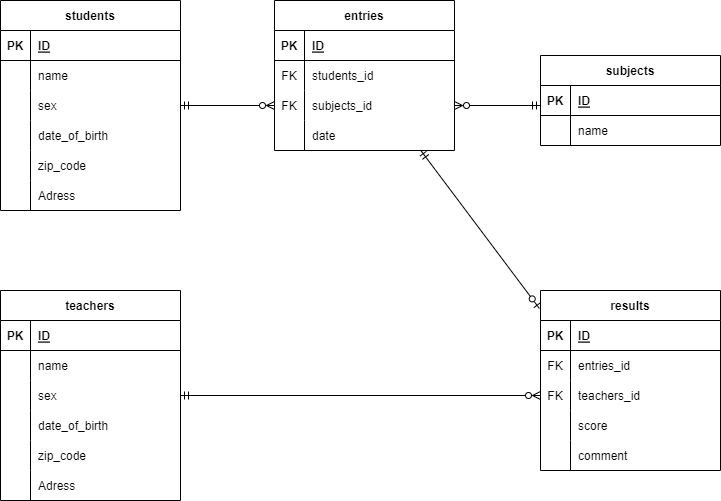 students
PK ID
name
sex
date_of_birth
zip_code
Adress
entries
PK ID
FK students_id
FK subjects_id
date
subjects
PK ID
name
teachers
PK ID
name
sex
date_of_birth
zip_code
Adress
results
PK ID
FK entries_id
FK teachers_id
score
comment